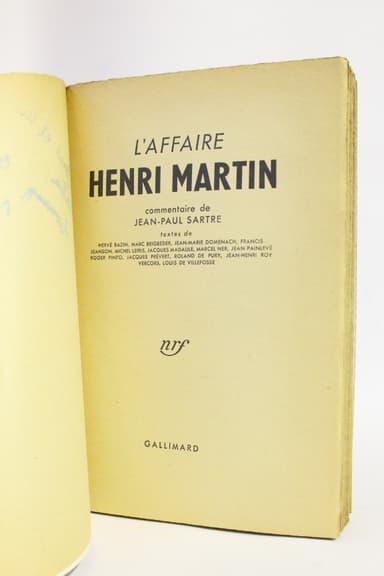 L'AFFAIRE
HENRI MARTIN
commentaire de
JEAN-PAUL SARTRE
textes de
HERVÉ BAZIN, MARC BEIGBEDER, JEAN-MARIE DOMENACH, FRANCIS
JEANSON, MICHEL LEIRIS, JACQUES MADAULE, MARCEL NER, JEAN PAINLEVÉ
ROGER PINTO, JACQUES PRÉVERT, ROLAND DE PURY, JEAN-HENRI ROY
VERCORS, LOUIS DE VILLEFOSSE
nrf
GALLIMARD